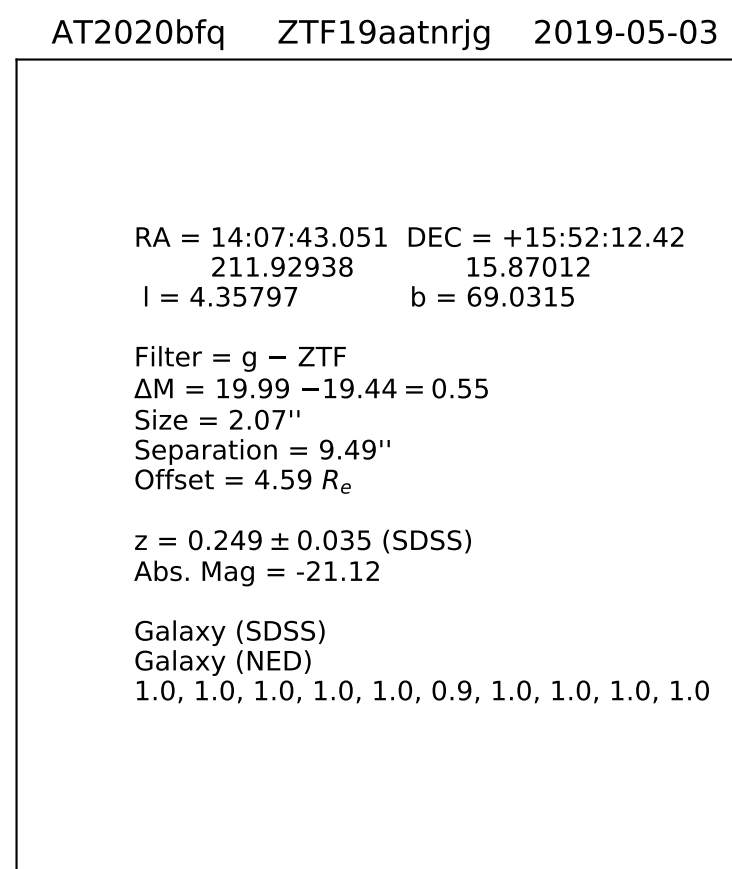 AT2020bfq ZTF19aatnrjg 2019-05-03
RA = 14:07:43.051 DEC = +15:52:12.42
211.92938 15.87012
l = 4.35797 b = 69.0315
Filter = g − ZTF
ΔM = 19.99 −19.44 = 0.55
Size = 2.07''
Separation = 9.49''
Offset = 4.59 Re
z = 0.249 ± 0.035 (SDSS)
Abs. Mag = -21.12
Galaxy (SDSS)
Galaxy (NED)
1.0, 1.0, 1.0, 1.0, 1.0, 0.9, 1.0, 1.0, 1.0, 1.0